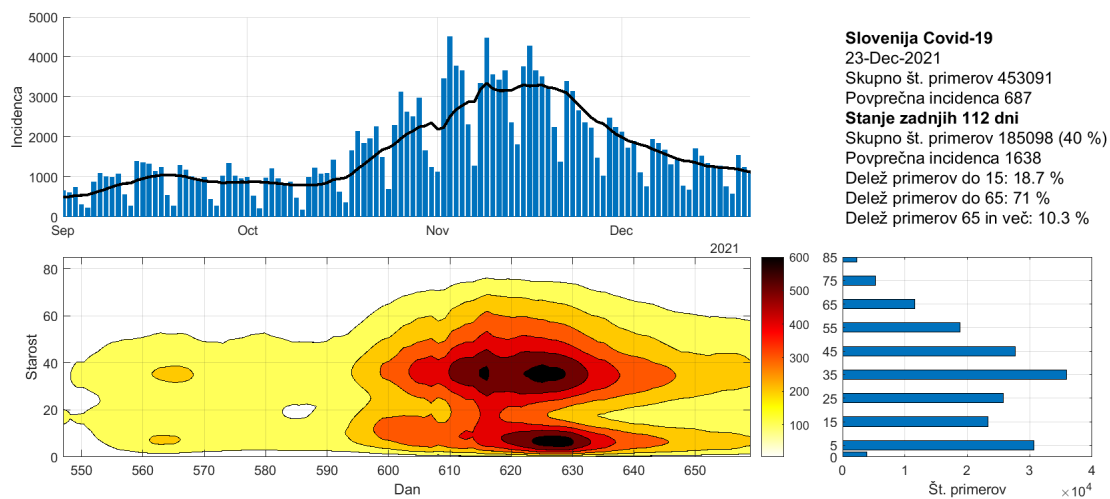 5000
4000
3000
2000
1000
0
Incidenca
Sep
Oct
Nov
Dec
2021
Slovenija Covid-19
23-Dec-2021
Skupno št. primerov 453091
Povprečna incidenca 687
Stanje zadnjih 112 dni
Skupno št. primerov 185098 (40 %)
Povprečna incidenca 1638
Delež primerov do 15: 18.7 %
Delež primerov do 65: 71 %
Delež primerov 65 in več: 10.3 %
80
60
40
20
0
Starost
550
560
570
580
590
600
610
620
630
640
650
Dan
600
500
400
300
200
100
85
75
65
55
45
35
25
15
5
0
0
1
2
3
4
Št. primerov
×10⁴